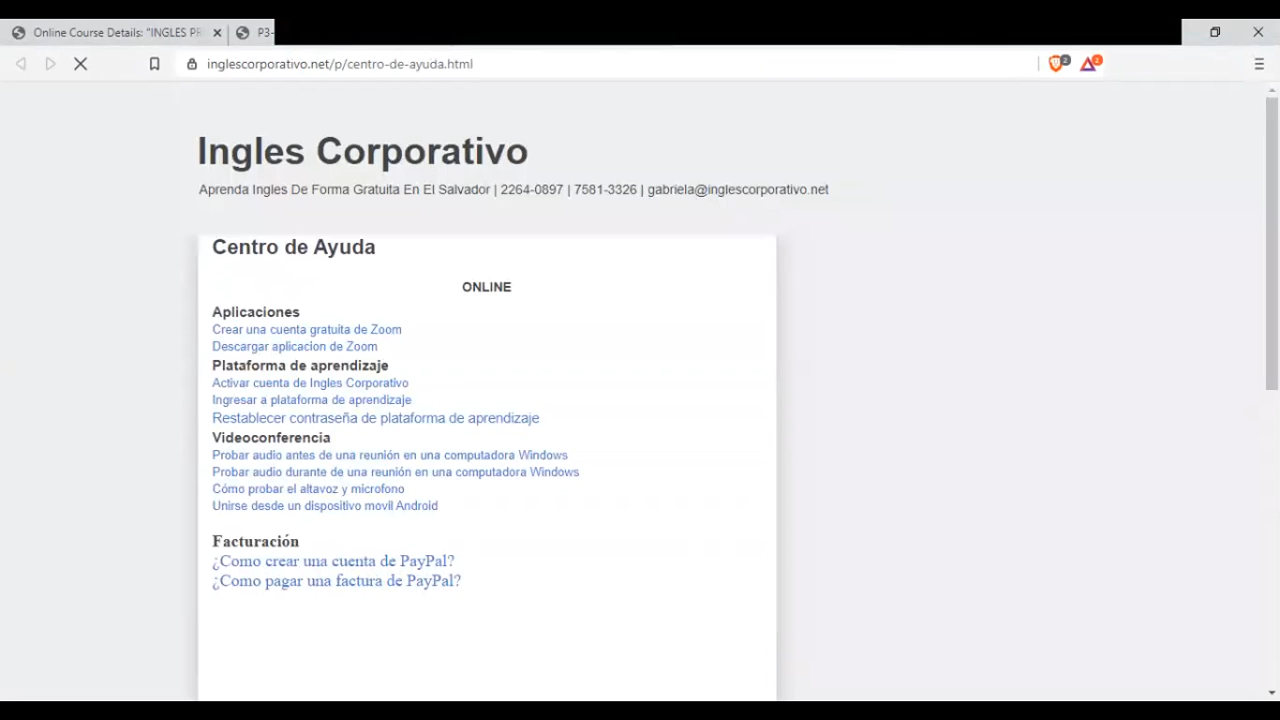 Online Course Details: "INGLES PR
P3-
inglescorporativo.net/p/centro-de-ayuda.html
2
1
Ingles Corporativo
Aprenda Ingles De Forma Gratuita En El Salvador | 2264-0897 | 7581-3326 | gabriela@inglescorporativo.net
Centro de Ayuda
ONLINE
Aplicaciones
Crear una cuenta gratuita de Zoom
Descargar aplicacion de Zoom
Plataforma de aprendizaje
Activar cuenta de Ingles Corporativo
Ingresar a plataforma de aprendizaje
Restablecer contraseña de plataforma de aprendizaje
Videoconferencia
Probar audio antes de una reunión en una computadora Windows
Probar audio durante de una reunión en una computadora Windows
Cómo probar el altavoz y microfono
Unirse desde un dispositivo movil Android
Facturación
¿Como crear una cuenta de PayPal?
¿Como pagar una factura de PayPal?